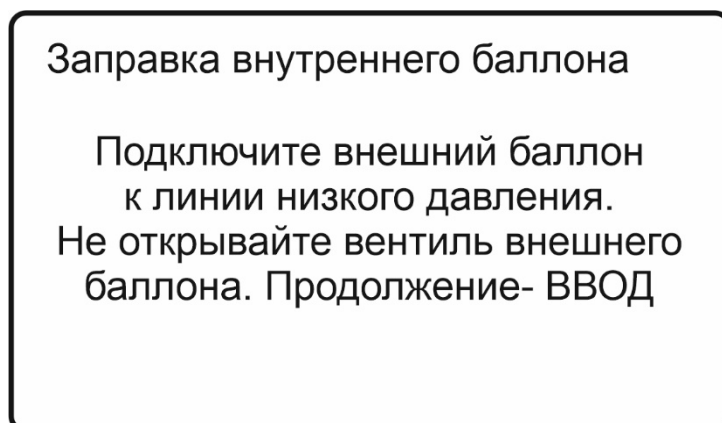 Заправка внутреннего баллона
Подключите внешний баллон
к линии низкого давления.
Не открывайте вентиль внешнего
баллона. Продолжение- ВВОД